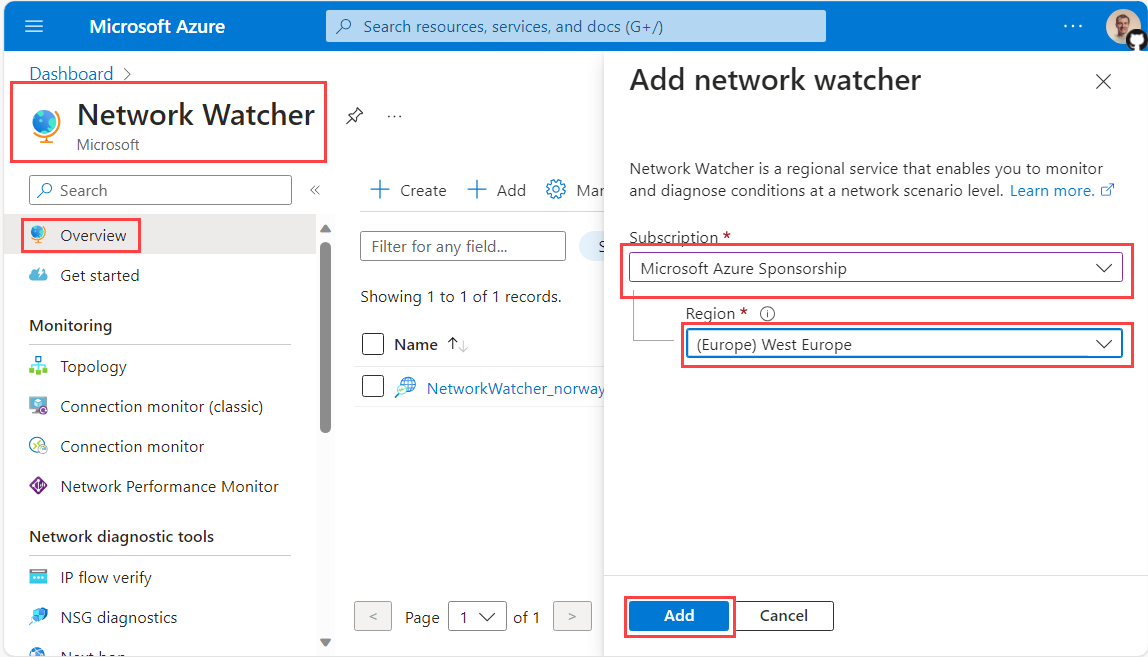 Microsoft Azure
Search resources, services, and docs (G+/)
Dashboard
Network Watcher
Microsoft
Search
Overview
Get started
Monitoring
Topology
Connection monitor (classic)
Connection monitor
Network Performance Monitor
Network diagnostic tools
IP flow verify
NSG diagnostics
Create
Add
Filter for any field...
Showing 1 to 1 of 1 records.
Name
NetworkWatcher_norway
< Page 1 of 1 >
Add network watcher
Network Watcher is a regional service that enables you to monitor
and diagnose conditions at a network scenario level. Learn more.
Subscription *
Microsoft Azure Sponsorship
Region *
(Europe) West Europe
Add
Cancel